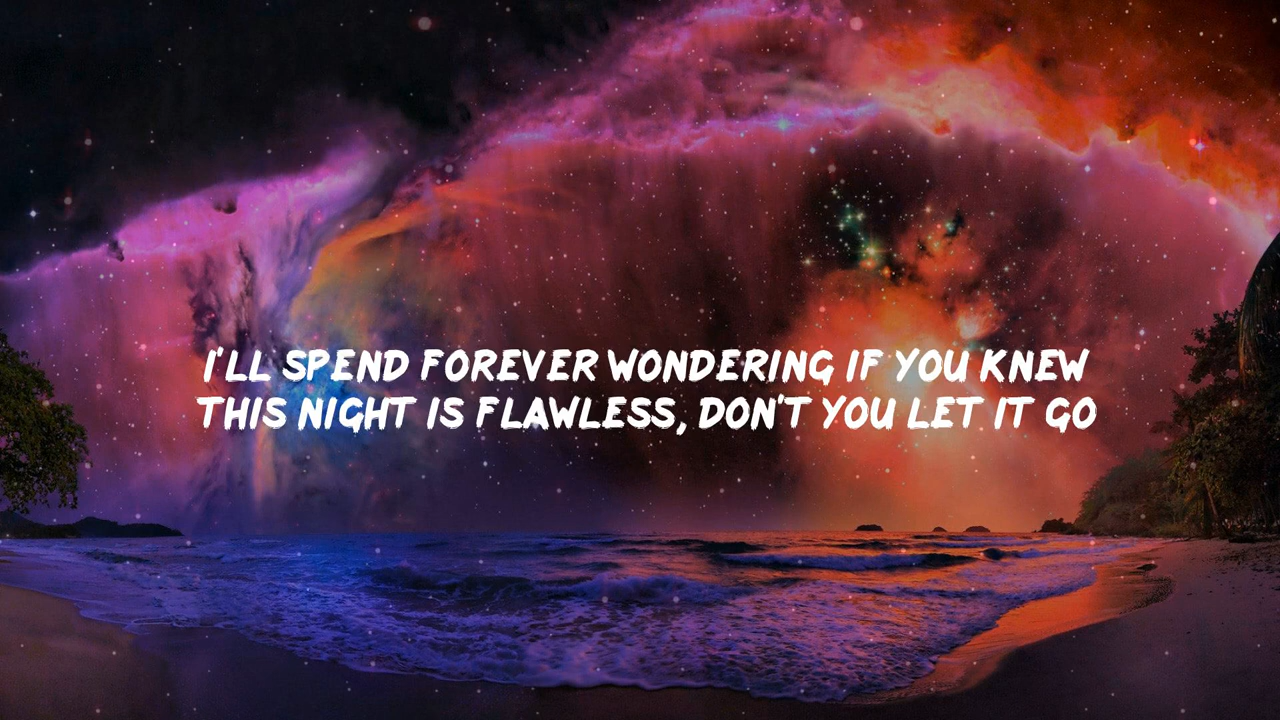 I'LL SPEND FOREVER WONDERING IF YOU KNEW
THIS NIGHT IS FLAWLESS, DON'T YOU LET IT GO